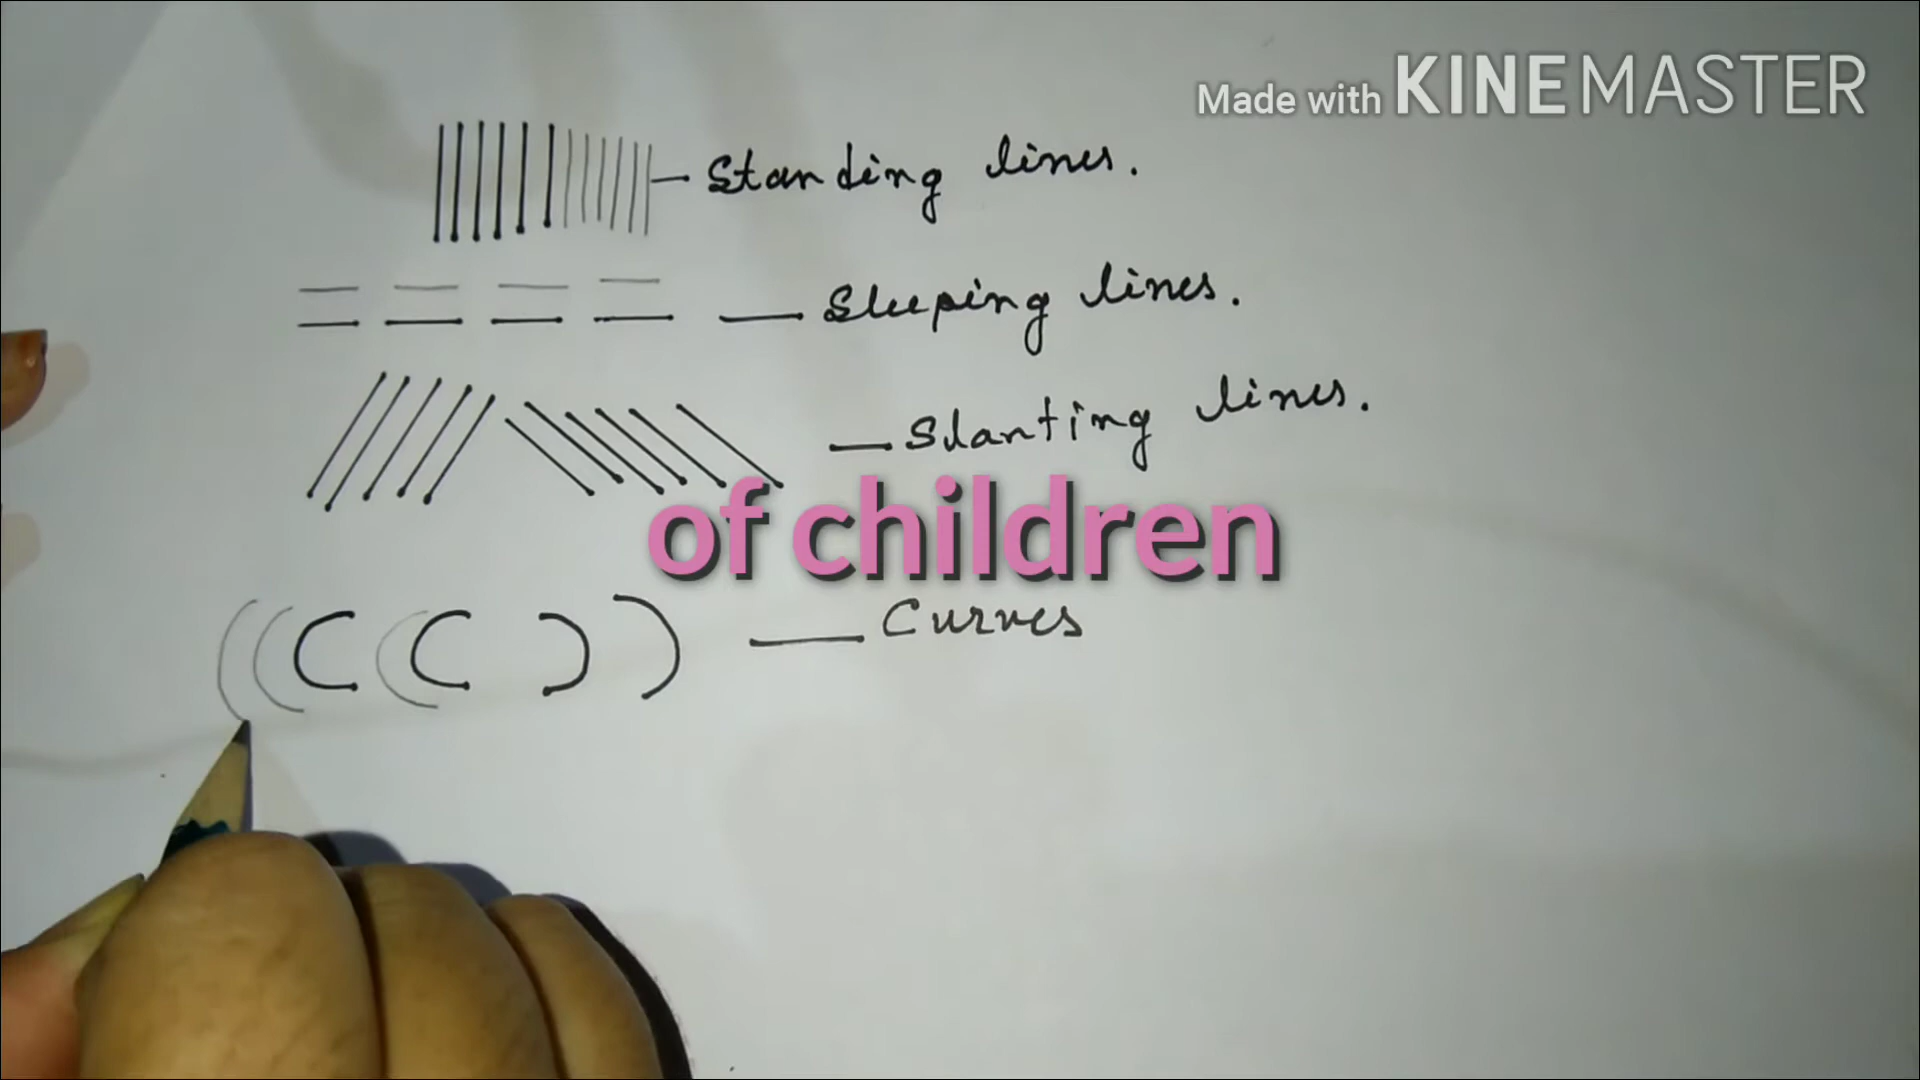 Made with KINEMASTER
Standing lines.
Sleeping lines.
Slanting lines.
of children
Curves